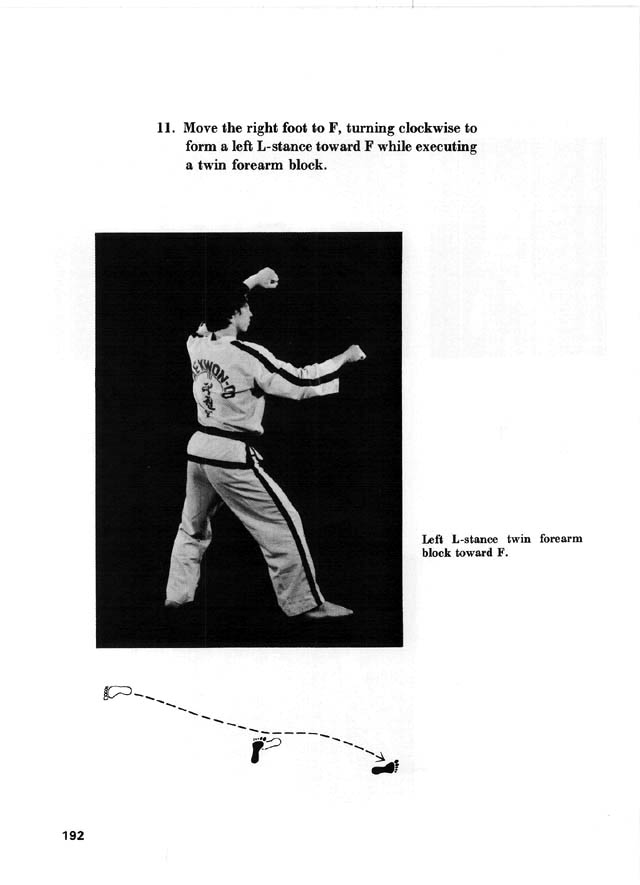 11. Move the right foot to F, turning clockwise to
form a left L-stance toward F while executing
a twin forearm block.
Left L-stance twin forearm
block toward F.
192